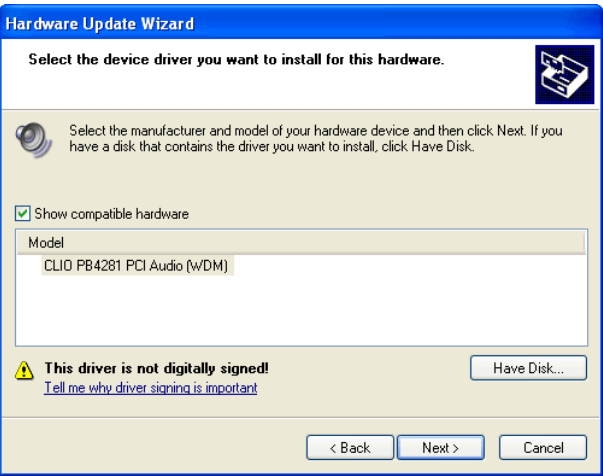 Hardware Update Wizard
Select the device driver you want to install for this hardware.
Select the manufacturer and model of your hardware device and then click Next. If you
have a disk that contains the driver you want to install, click Have Disk.
Show compatible hardware
Model
CLIO PB4281 PCI Audio (WDM)
This driver is not digitally signed!
Tell me why driver signing is important
Have Disk...
< Back
Next >
Cancel